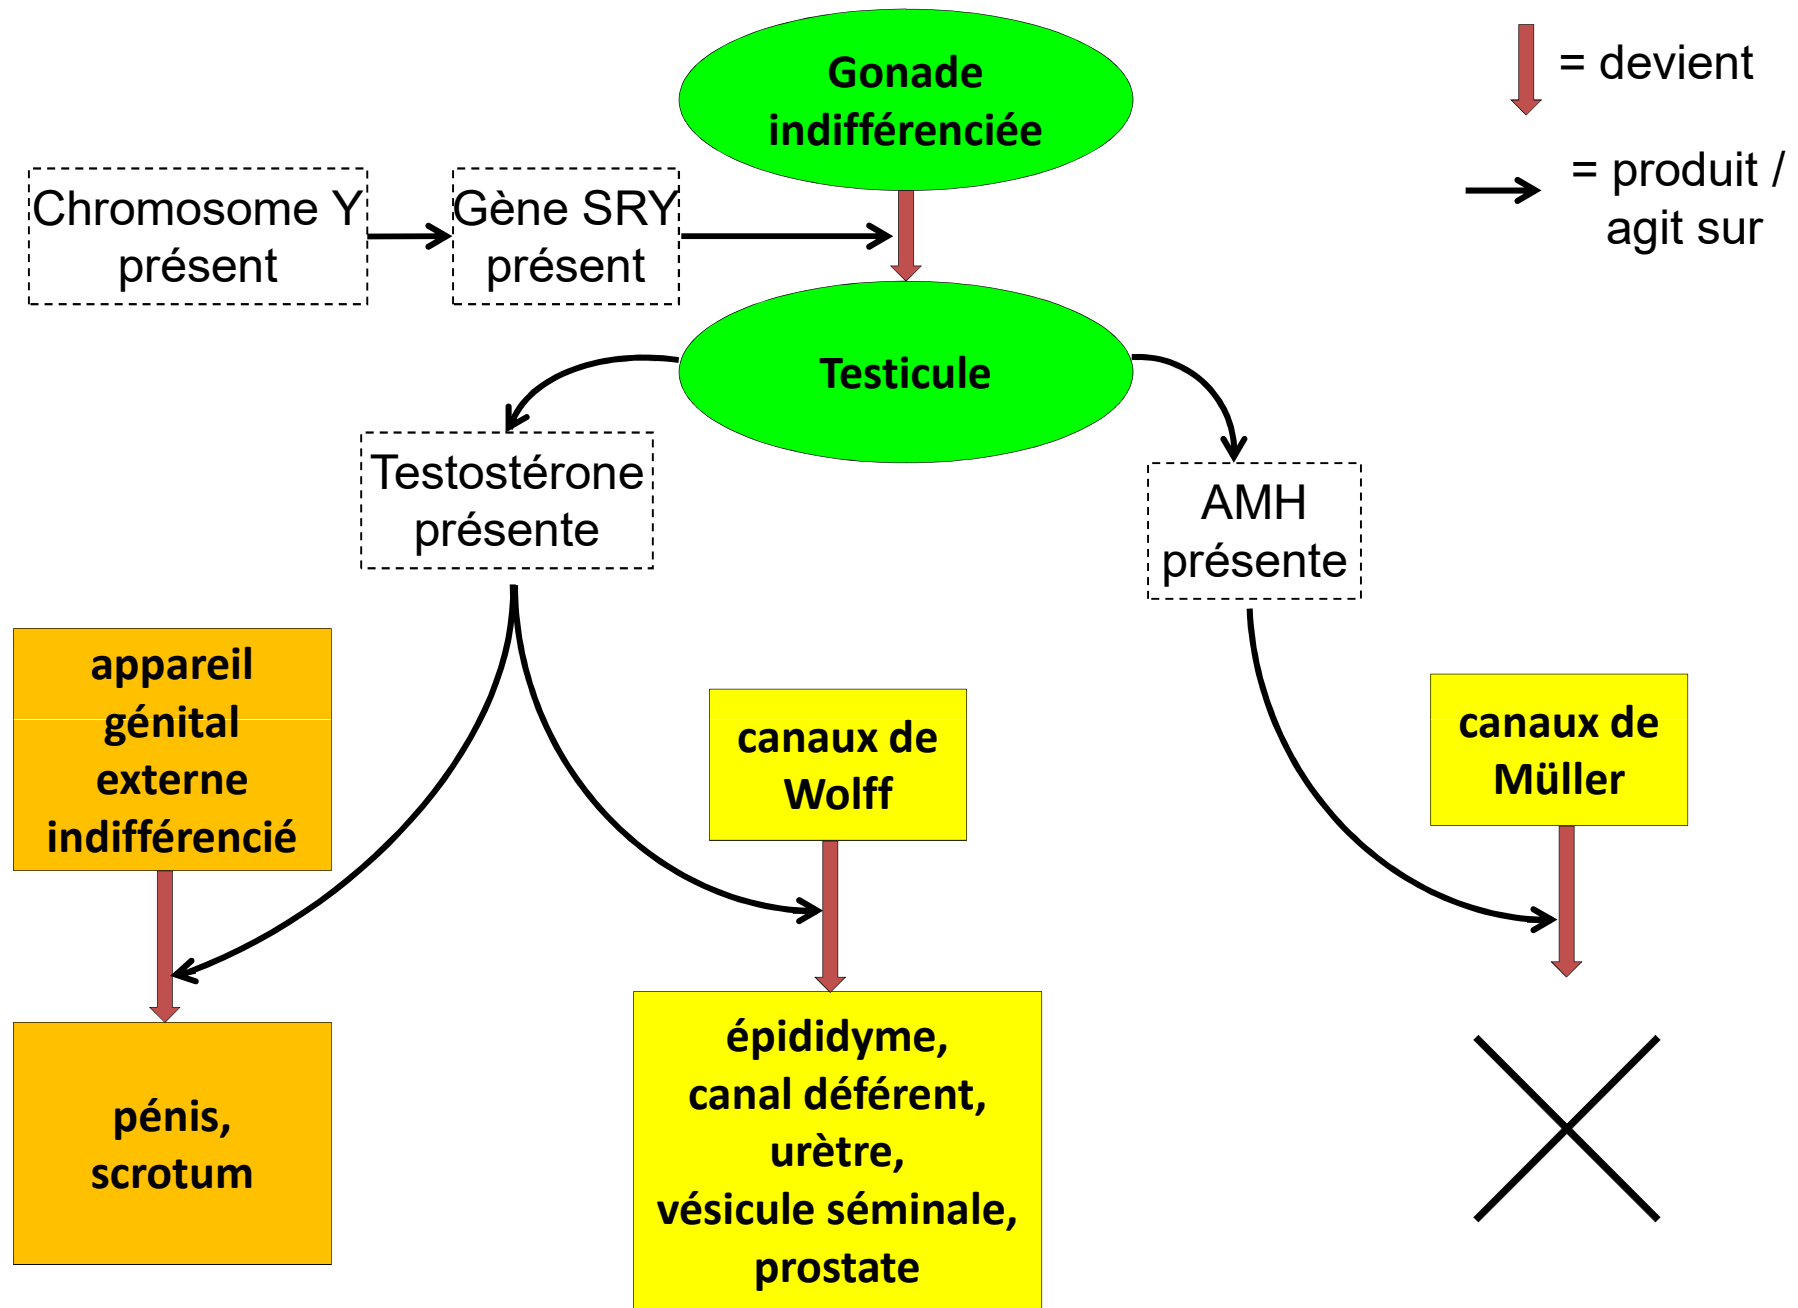 Gonade
indifférenciée
= devient
= produit /
agit sur
Chromosome Y
présent
Gène SRY
présent
Testicule
Testostérone
présente
AMH
présente
appareil
génital
externe
indifférencié
canaux de
Wolff
canaux de
Müller
pénis,
scrotum
épididyme,
canal déférent,
urètre,
vésicule séminale,
prostate